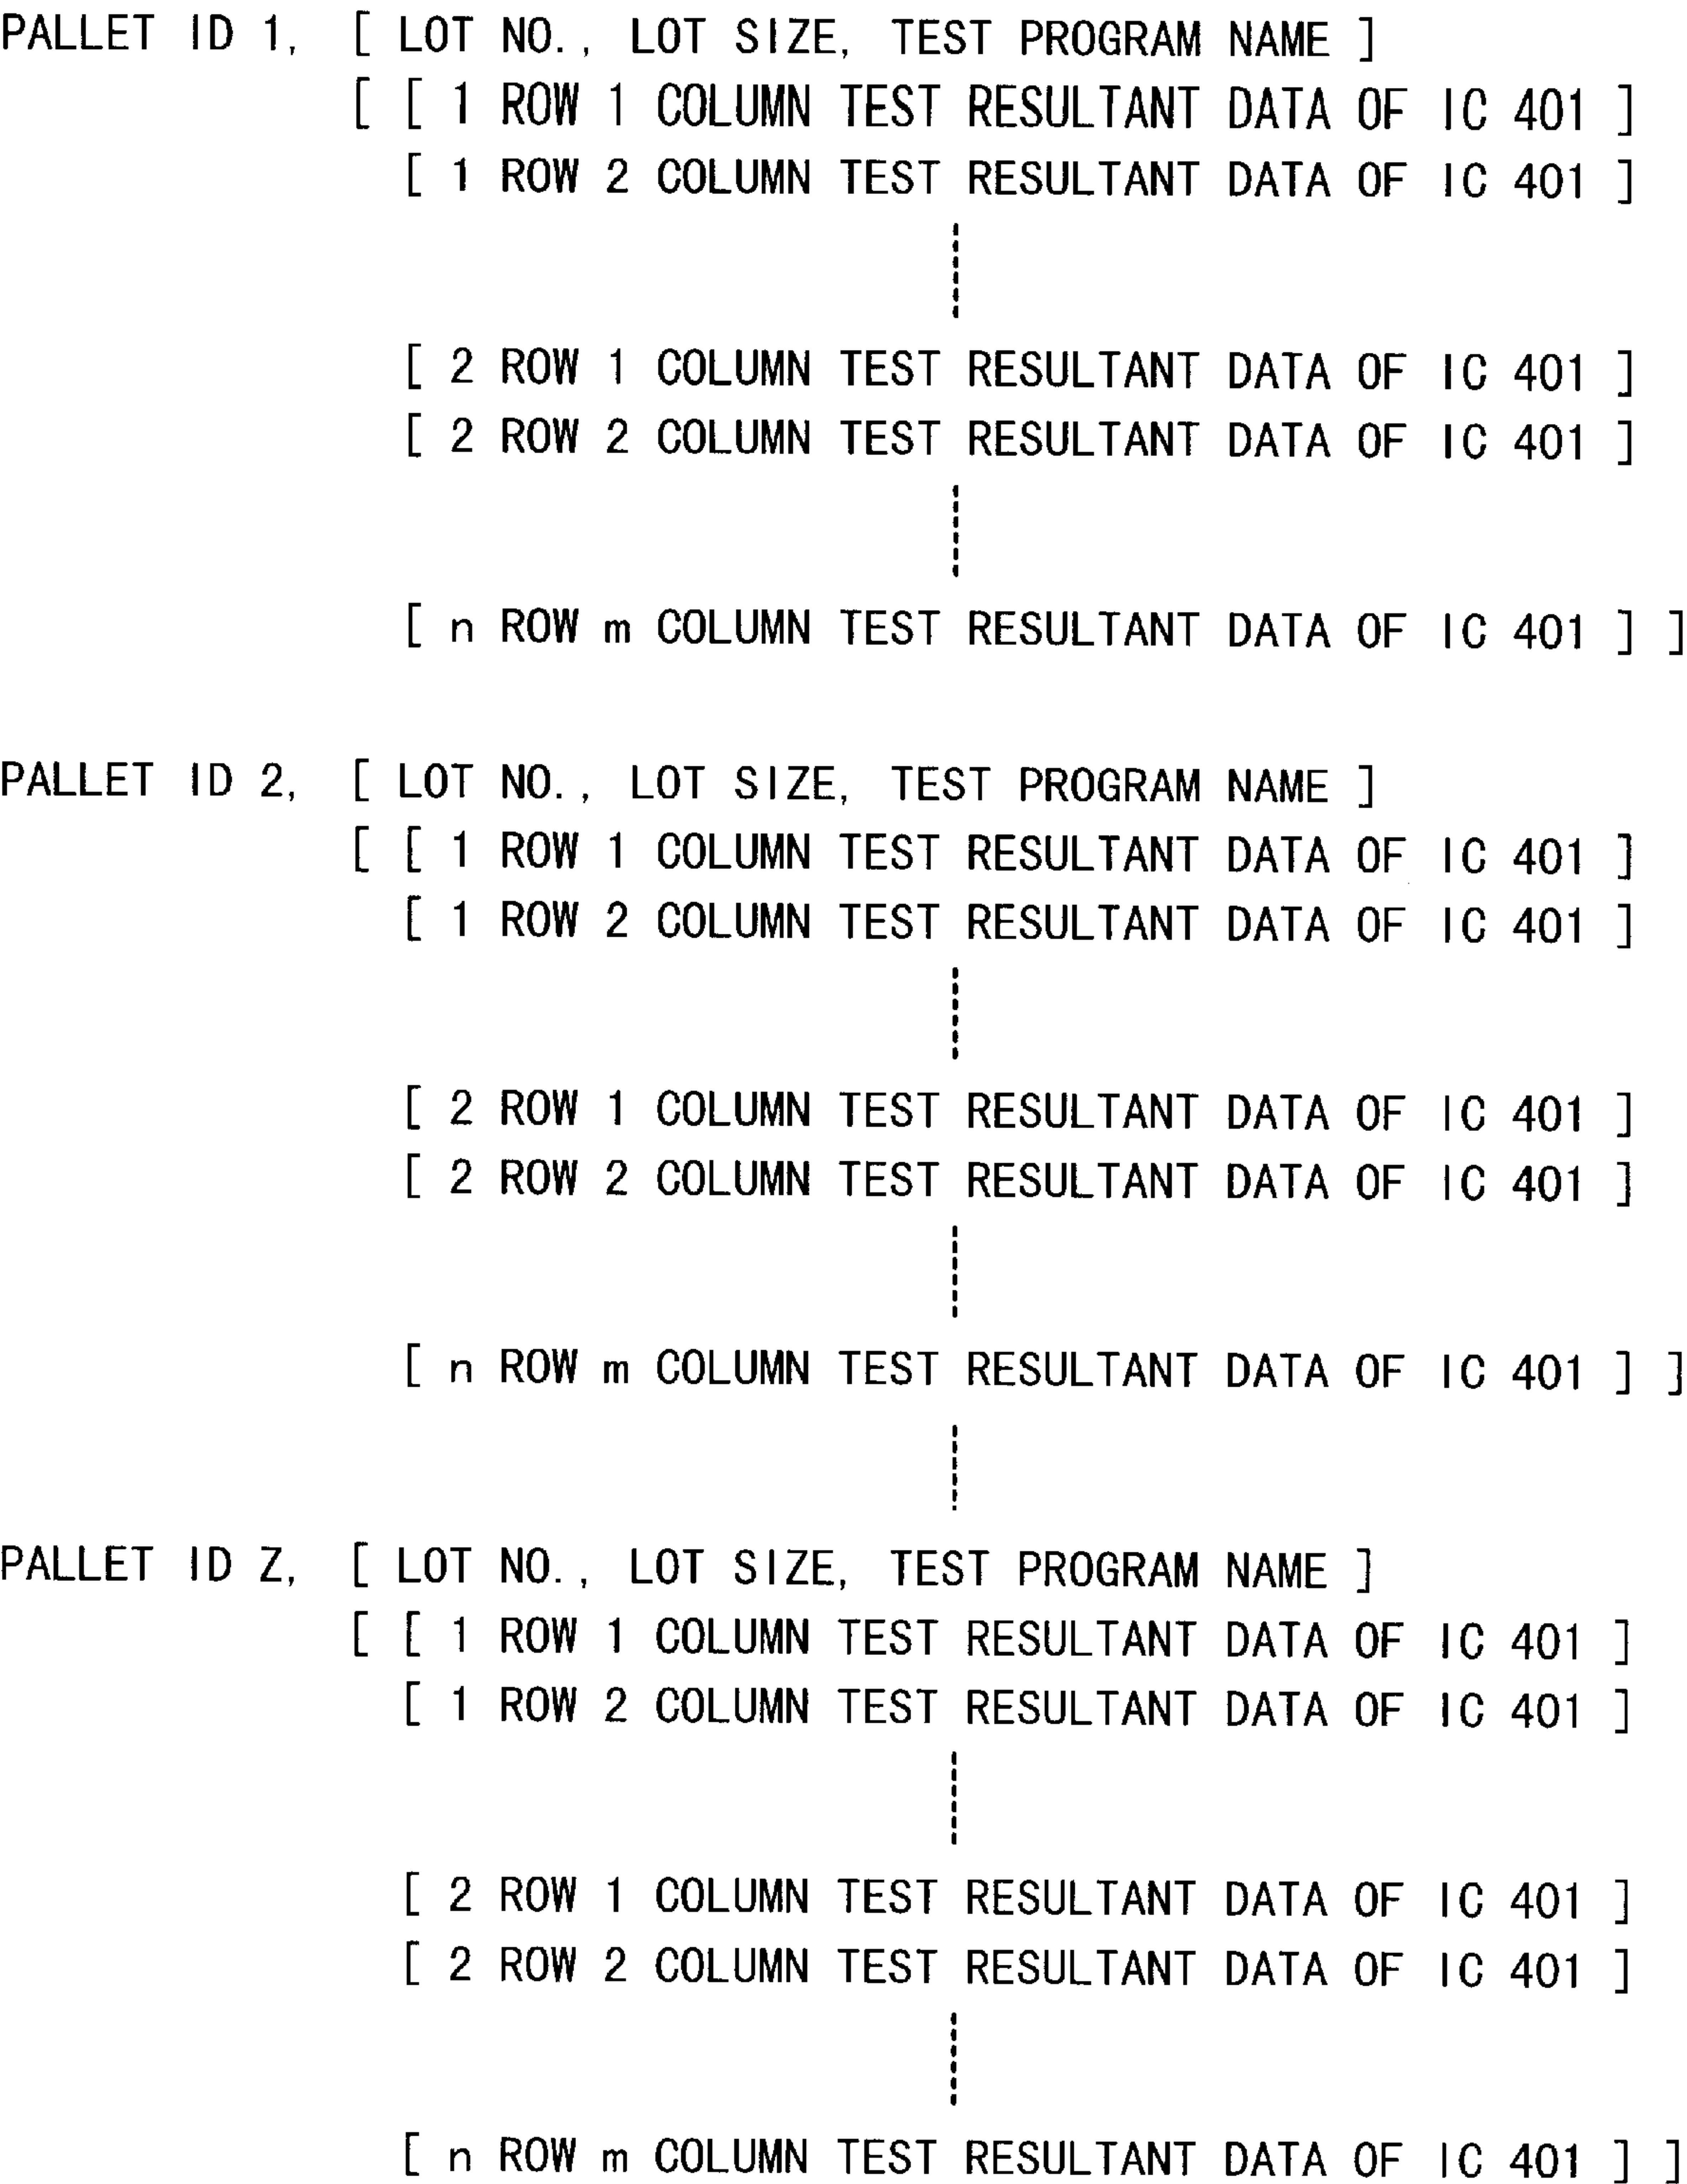 PALLET ID 1, [ LOT NO., LOT SIZE, TEST PROGRAM NAME ]
[ [ 1 ROW 1 COLUMN TEST RESULTANT DATA OF IC 401 ]
[ 1 ROW 2 COLUMN TEST RESULTANT DATA OF IC 401 ]
[ 2 ROW 1 COLUMN TEST RESULTANT DATA OF IC 401 ]
[ 2 ROW 2 COLUMN TEST RESULTANT DATA OF IC 401 ]
[ n ROW m COLUMN TEST RESULTANT DATA OF IC 401 ] ]
PALLET ID 2, [ LOT NO., LOT SIZE, TEST PROGRAM NAME ]
[ [ 1 ROW 1 COLUMN TEST RESULTANT DATA OF IC 401 ]
[ 1 ROW 2 COLUMN TEST RESULTANT DATA OF IC 401 ]
[ 2 ROW 1 COLUMN TEST RESULTANT DATA OF IC 401 ]
[ 2 ROW 2 COLUMN TEST RESULTANT DATA OF IC 401 ]
[ n ROW m COLUMN TEST RESULTANT DATA OF IC 401 ] ]
PALLET ID Z, [ LOT NO., LOT SIZE, TEST PROGRAM NAME ]
[ [ 1 ROW 1 COLUMN TEST RESULTANT DATA OF IC 401 ]
[ 1 ROW 2 COLUMN TEST RESULTANT DATA OF IC 401 ]
[ 2 ROW 1 COLUMN TEST RESULTANT DATA OF IC 401 ]
[ 2 ROW 2 COLUMN TEST RESULTANT DATA OF IC 401 ]
[ n ROW m COLUMN TEST RESULTANT DATA OF IC 401 ] ]